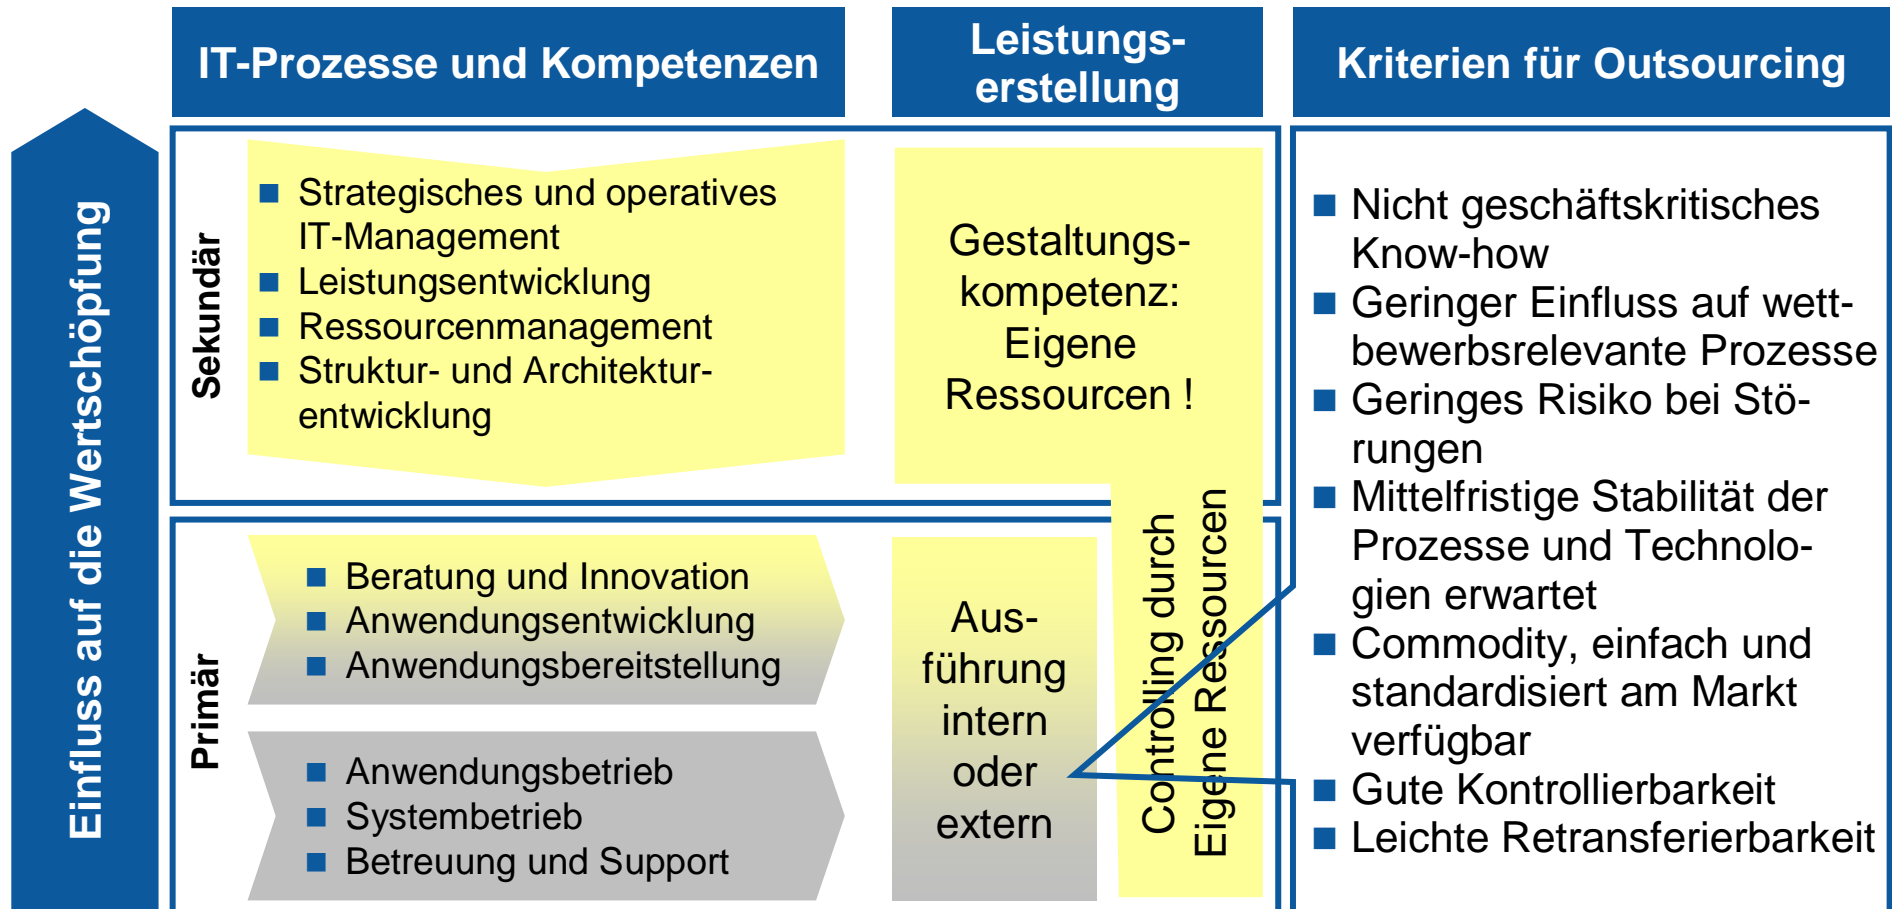 IT-Prozesse und Kompetenzen
Leistungs-
erstellung
Kriterien für Outsourcing
Einfluss auf die Wertschöpfung
Sekundär
Strategisches und operatives
IT-Management
Leistungsentwicklung
Ressourcenmanagement
Struktur- und Architektur-
entwicklung
Gestaltungs-
kompetenz:
Eigene
Ressourcen !
Primär
Beratung und Innovation
Anwendungsentwicklung
Anwendungsbereitstellung
Anwendungsbetrieb
Systembetrieb
Betreuung und Support
Aus-
führung
intern
oder
extern
Controlling durch
Eigene Ressourcen
Nicht geschäftskritisches
Know-how
Geringer Einfluss auf wett-
bewerbsrelevante Prozesse
Geringes Risiko bei Stö-
rungen
Mittelfristige Stabilität der
Prozesse und Technolo-
gien erwartet
Commodity, einfach und
standardisiert am Markt
verfügbar
Gute Kontrollierbarkeit
Leichte Retransferierbarkeit